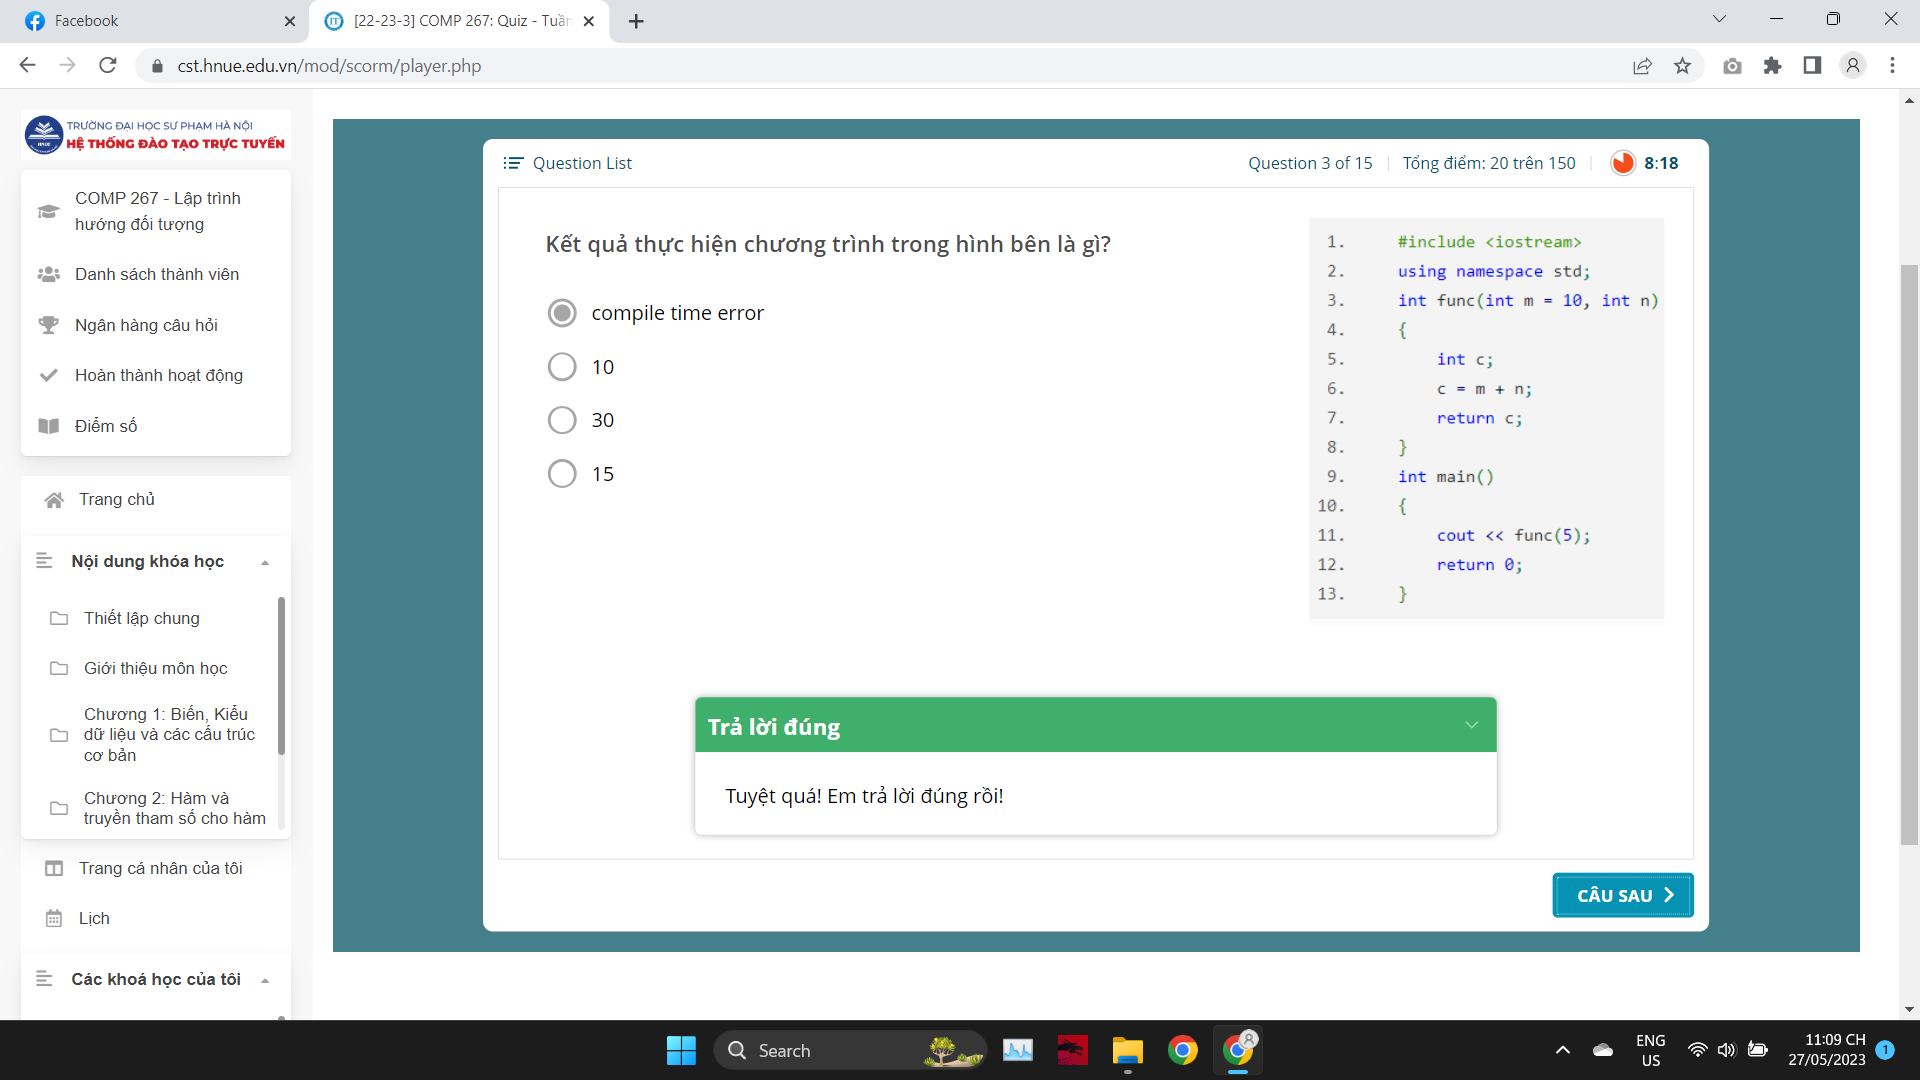 Facebook
[22-23-3] COMP 267: Quiz - Tuần
cst.hnue.edu.vn/mod/scorm/player.php
TRƯỜNG ĐẠI HỌC SƯ PHẠM HÀ NỘI
HỆ THỐNG ĐÀO TẠO TRỰC TUYẾN
COMP 267 - Lập trình
hướng đối tượng
Danh sách thành viên
Ngân hàng câu hỏi
Hoàn thành hoạt động
Điểm số
Trang chủ
Nội dung khóa học
Thiết lập chung
Giới thiệu môn học
Chương 1: Biến, Kiểu
dữ liệu và các cấu trúc
cơ bản
Chương 2: Hàm và
truyền tham số cho hàm
Trang cá nhân của tôi
Lịch
Các khoá học của tôi
Question List
Question 3 of 15
Tổng điểm: 20 trên 150
8:18
Kết quả thực hiện chương trình trong hình bên là gì?
compile time error
10
30
15
1. #include <iostream>
2. using namespace std;
3. int func(int m = 10, int n)
4. {
5. int c;
6. c = m + n;
7. return c;
8. }
9. int main()
10. {
11. cout << func(5);
12. return 0;
13. }
Trả lời đúng
Tuyệt quá! Em trả lời đúng rồi!
CÂU SAU
Search
ENG
US
11:09 CH
27/05/2023
1